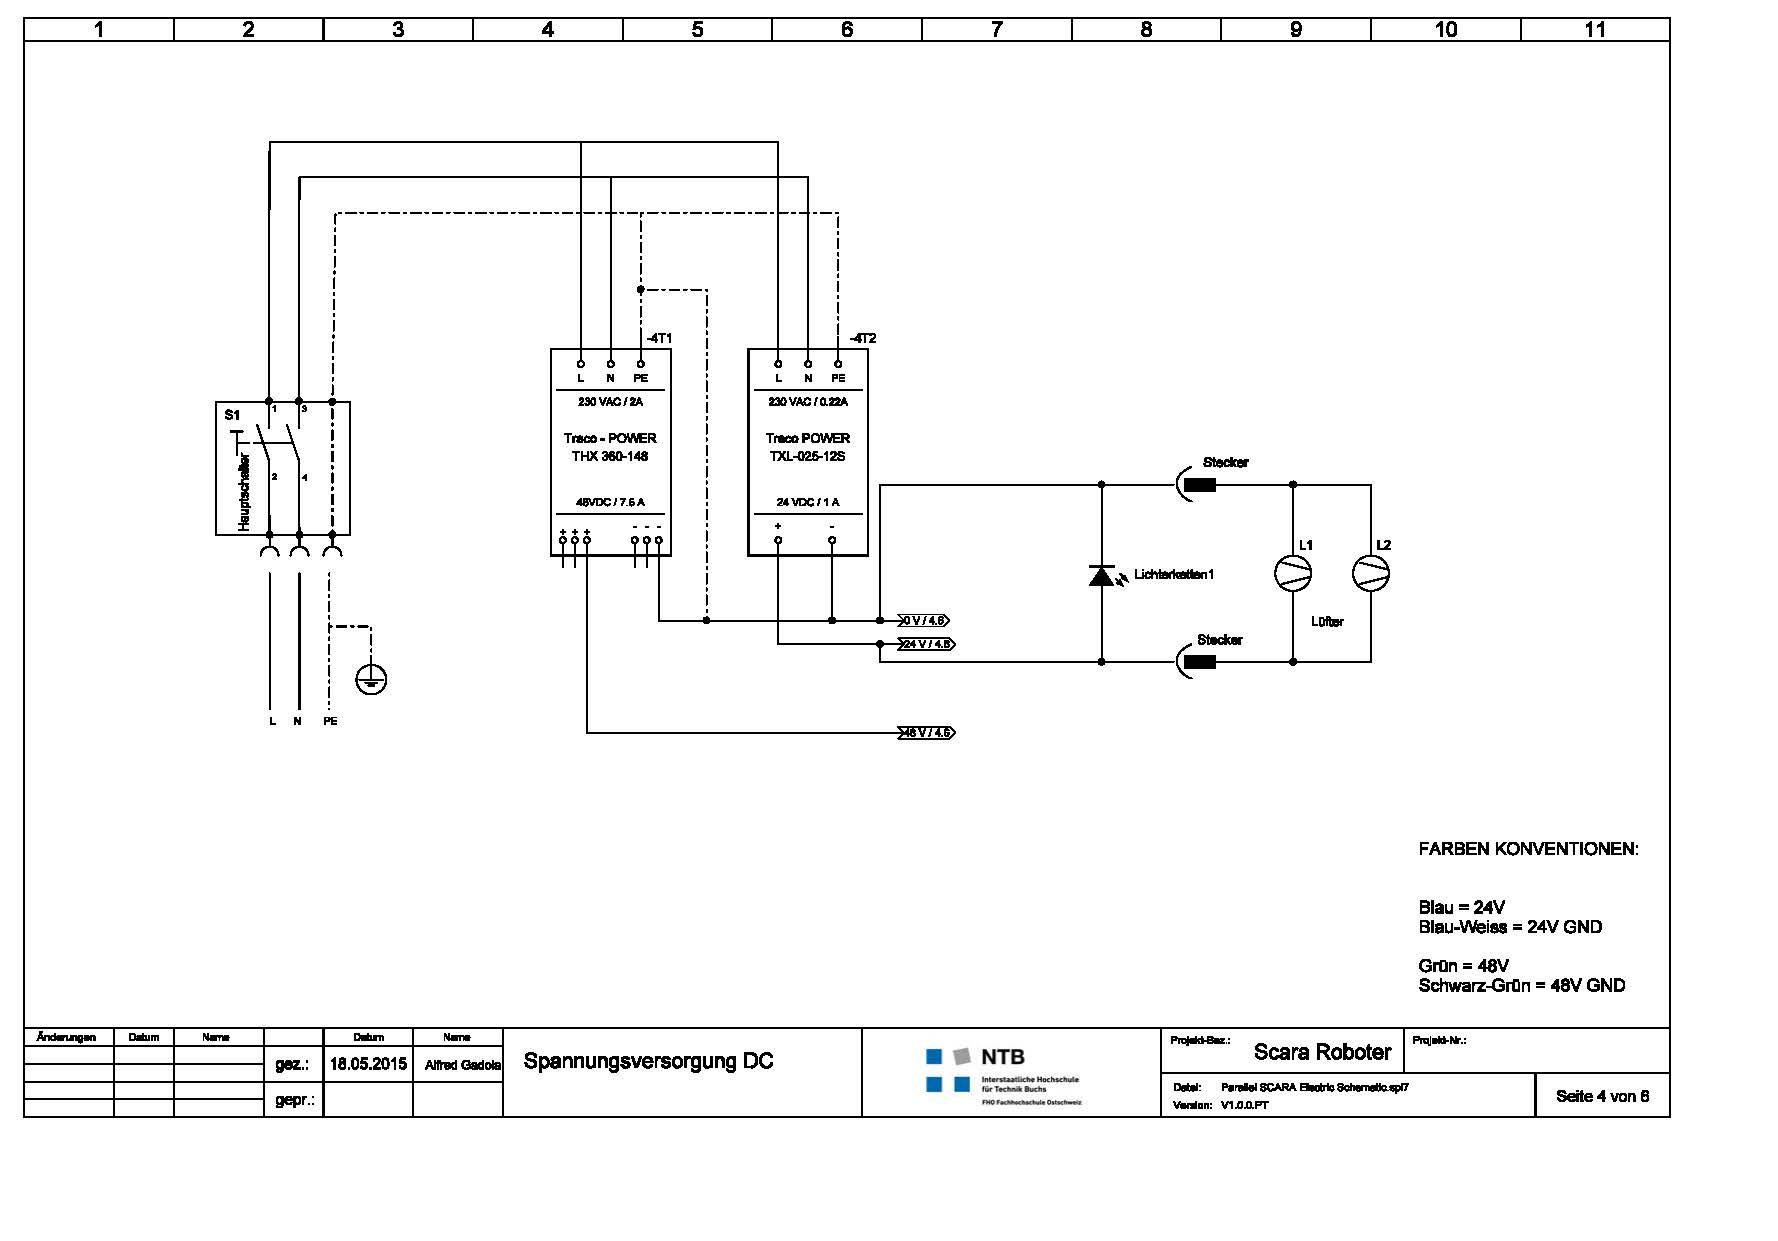 1 2 3 4 5 6 7 8 9 10 11
-4T1 -4T2
L N PE L N PE
230 VAC / 2A 230 VAC / 0.22A
S1 1 3
Traco - POWER Traco POWER
THX 360-148 TXL-025-12S
Hauptschalter
2 4
48VDC / 7.5 A 24 VDC / 1 A
+ + + - - - + -
Stecker
L1 L2
Lichterketten1
Lüfter
0 V / 4.6
24 V / 4.6
Stecker
48 V / 4.6
L N PE
FARBEN KONVENTIONEN:
Blau = 24V
Blau-Weiss = 24V GND
Grün = 48V
Schwarz-Grün = 48V GND
Änderungen Datum Name Datum Name
gez.: 18.05.2015 Alfred Gadola
gepr.:
Spannungsversorgung DC
NTB
Interstaatliche Hochschule
für Technik Buchs
FHO Fachhochschule Ostschweiz
Projekt-Bez.: Scara Roboter Projekt-Nr.:
Datei: Parallel SCARA Electric Schematic.spl7
Version: V1.0.0.PT
Seite 4 von 6